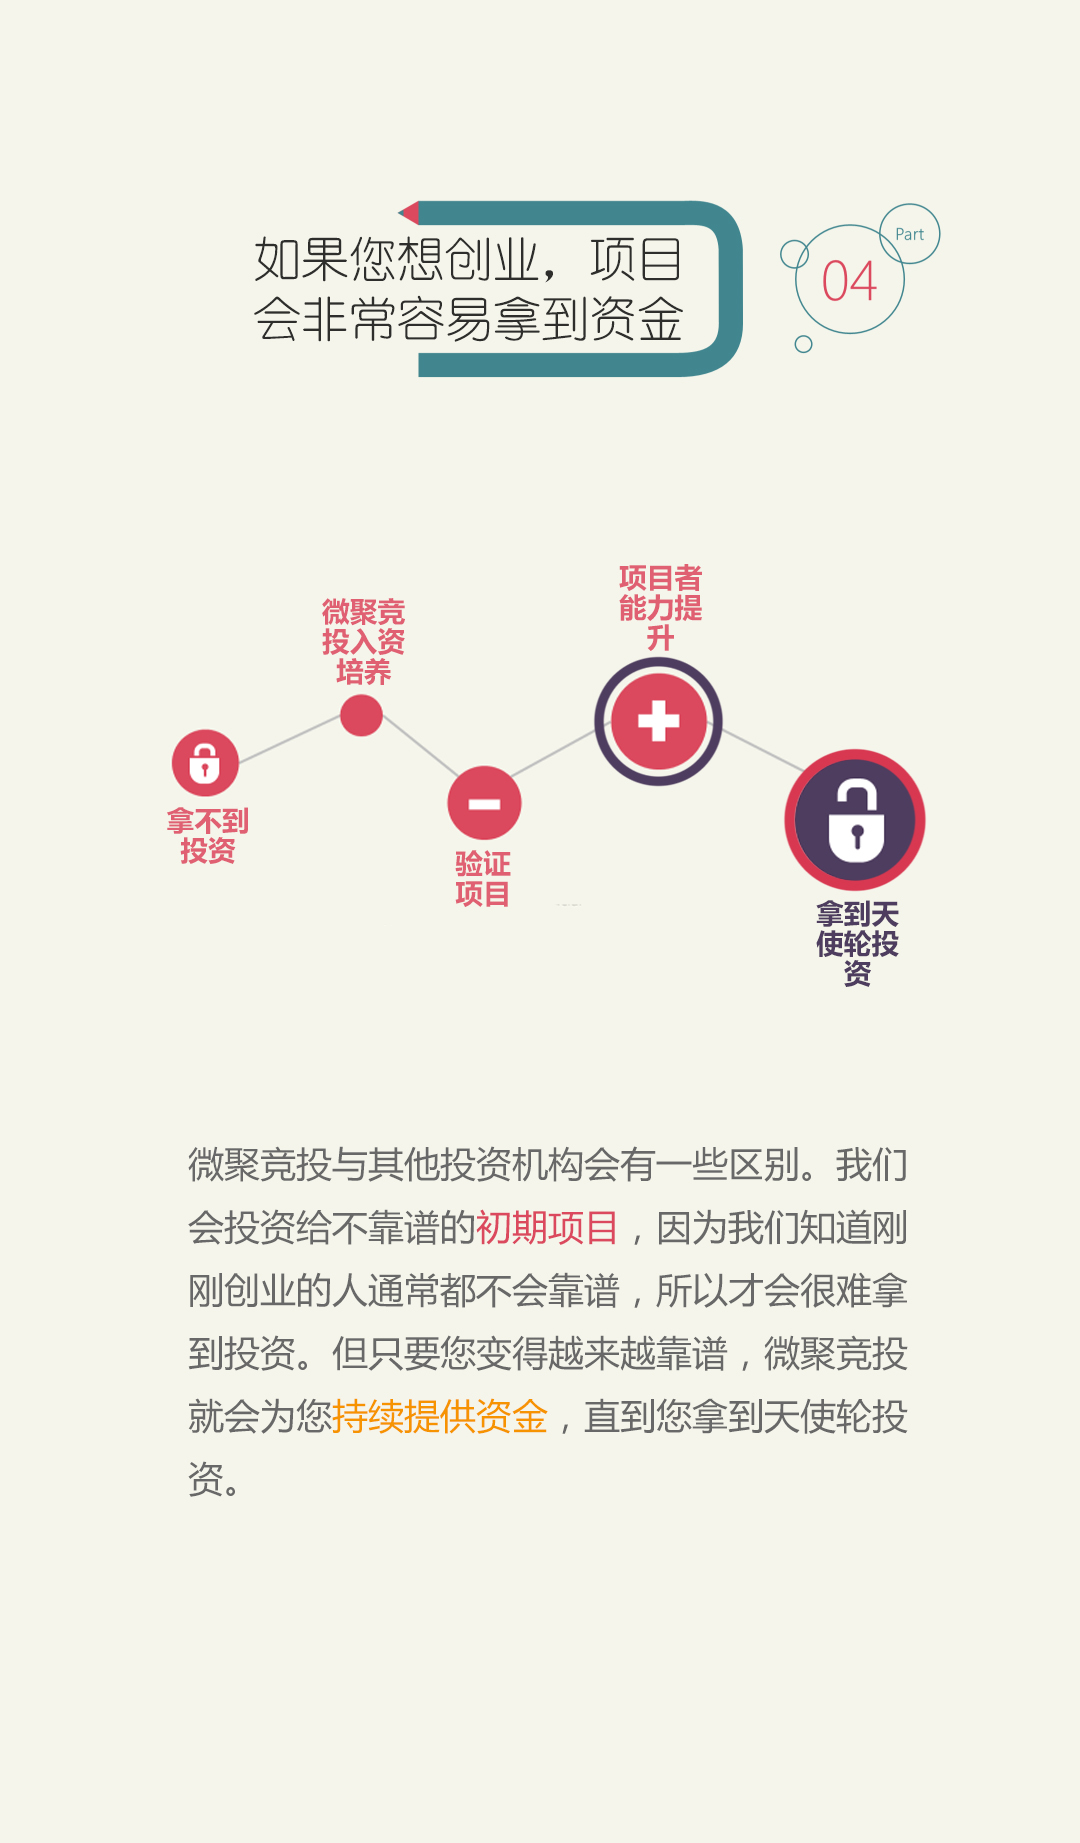 如果您想创业，项目
会非常容易拿到资金
Part
04
项目者
能力提
升
微聚竞
投入资
培养
拿不到
投资
验证
项目
拿到天
使轮投
资
微聚竞投与其他投资机构会有一些区别。我们
会投资给不靠谱的初期项目，因为我们知道刚
刚创业的人通常都不会靠谱，所以才会很难拿
到投资。但只要您变得越来越靠谱，微聚竞投
就会为您持续提供资金，直到您拿到天使轮投
资。